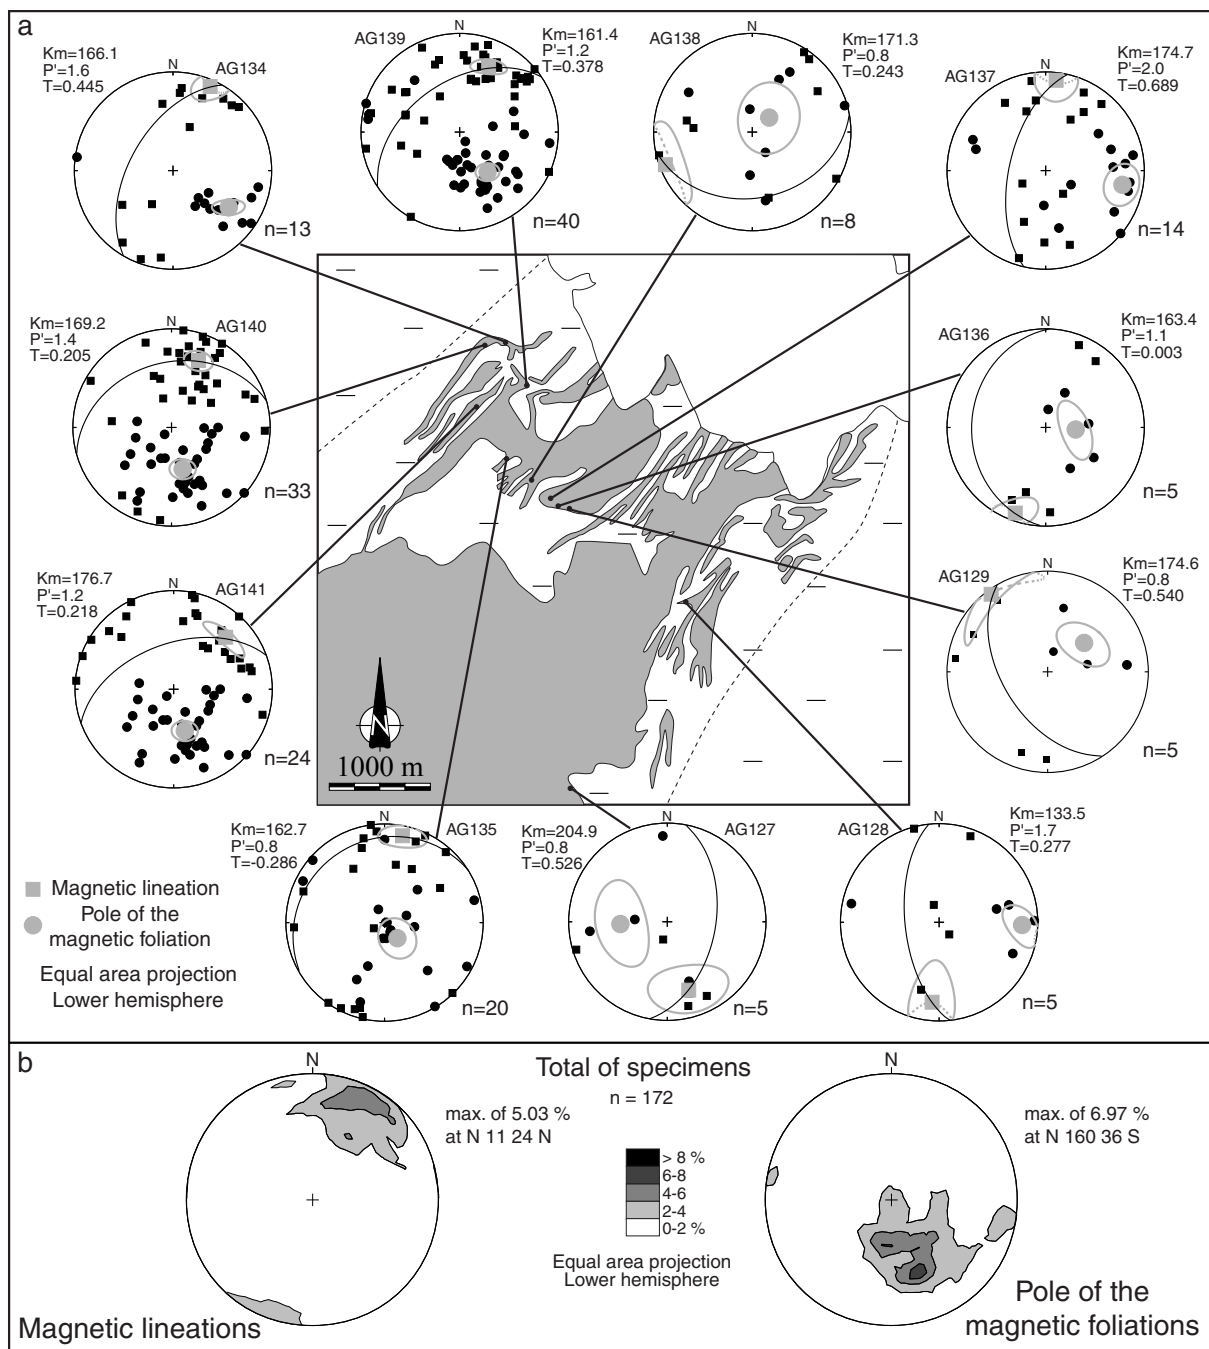 a
Km=166.1
P'=1.6
T=0.445
N
AG134
n=13
AG139
N
Km=161.4
P'=1.2
T=0.378
n=40
AG138
N
Km=171.3
P'=0.8
T=0.243
n=8
AG137
N
Km=174.7
P'=2.0
T=0.689
n=14
Km=169.2
P'=1.4
T=0.205
N
AG140
n=33
AG136
N
Km=163.4
P'=1.1
T=0.003
n=5
Km=176.7
P'=1.2
T=0.218
N
AG141
n=24
AG129
N
Km=174.6
P'=0.8
T=0.540
n=5
N
1000 m
Km=162.7
P'=0.8
T=-0.286
N
AG135
n=20
Km=204.9
P'=0.8
T=0.526
N
AG127
n=5
AG128
N
Km=133.5
P'=1.7
T=0.277
n=5
Magnetic lineation
Pole of the
magnetic foliation
Equal area projection
Lower hemisphere
b
N
max. of 5.03 %
at N 11 24 N
Magnetic lineations
Total of specimens
n = 172
> 8 %
6-8
4-6
2-4
0-2 %
Equal area projection
Lower hemisphere
N
max. of 6.97 %
at N 160 36 S
Pole of the
magnetic foliations